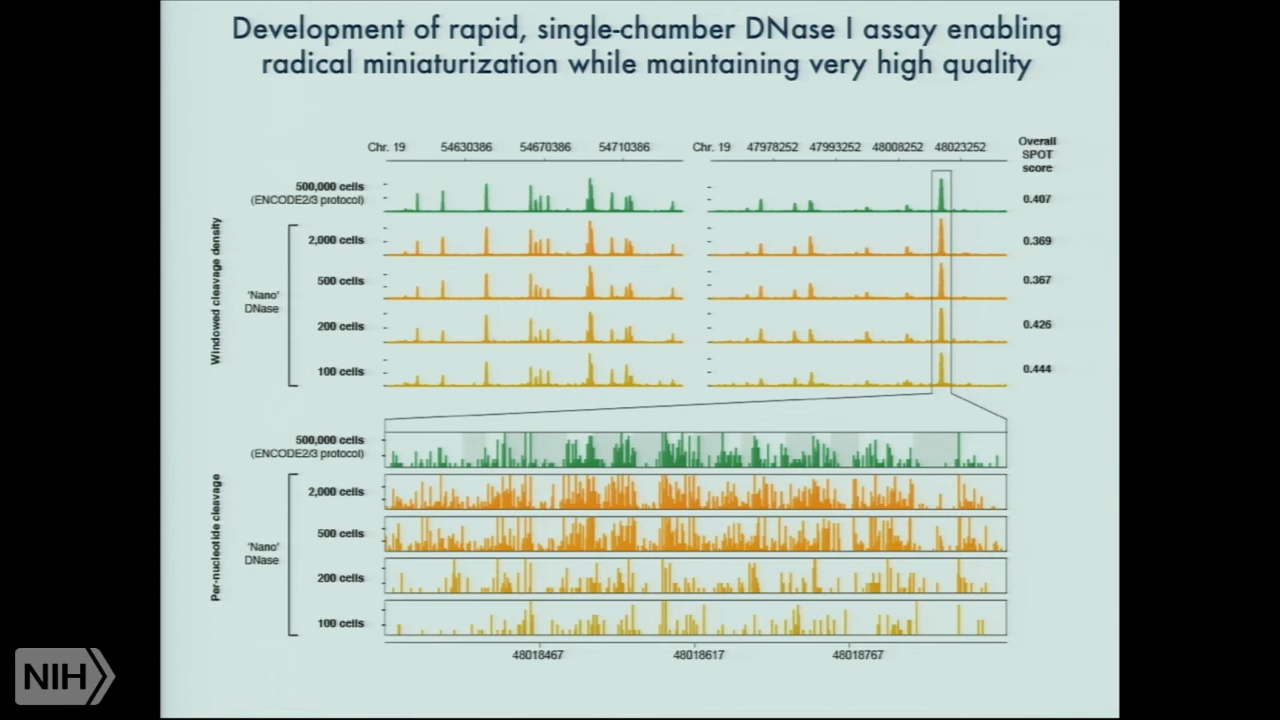 Development of rapid, single-chamber DNase I assay enabling
radical miniaturization while maintaining very high quality
Chr. 19 54630386 54670386 54710386 Chr. 19 47978252 47993252 48008252 48023252
Overall
SPOT
score
Windowed cleavage density
500,000 cells
(ENCODE2/3 protocol)
0.407
'Nano'
DNase
2,000 cells
0.369
500 cells
0.367
200 cells
0.426
100 cells
0.444
Per-nucleotide cleavage
500,000 cells
(ENCODE2/3 protocol)
'Nano'
DNase
2,000 cells
500 cells
200 cells
100 cells
48018467 48018617 48018767
NIH